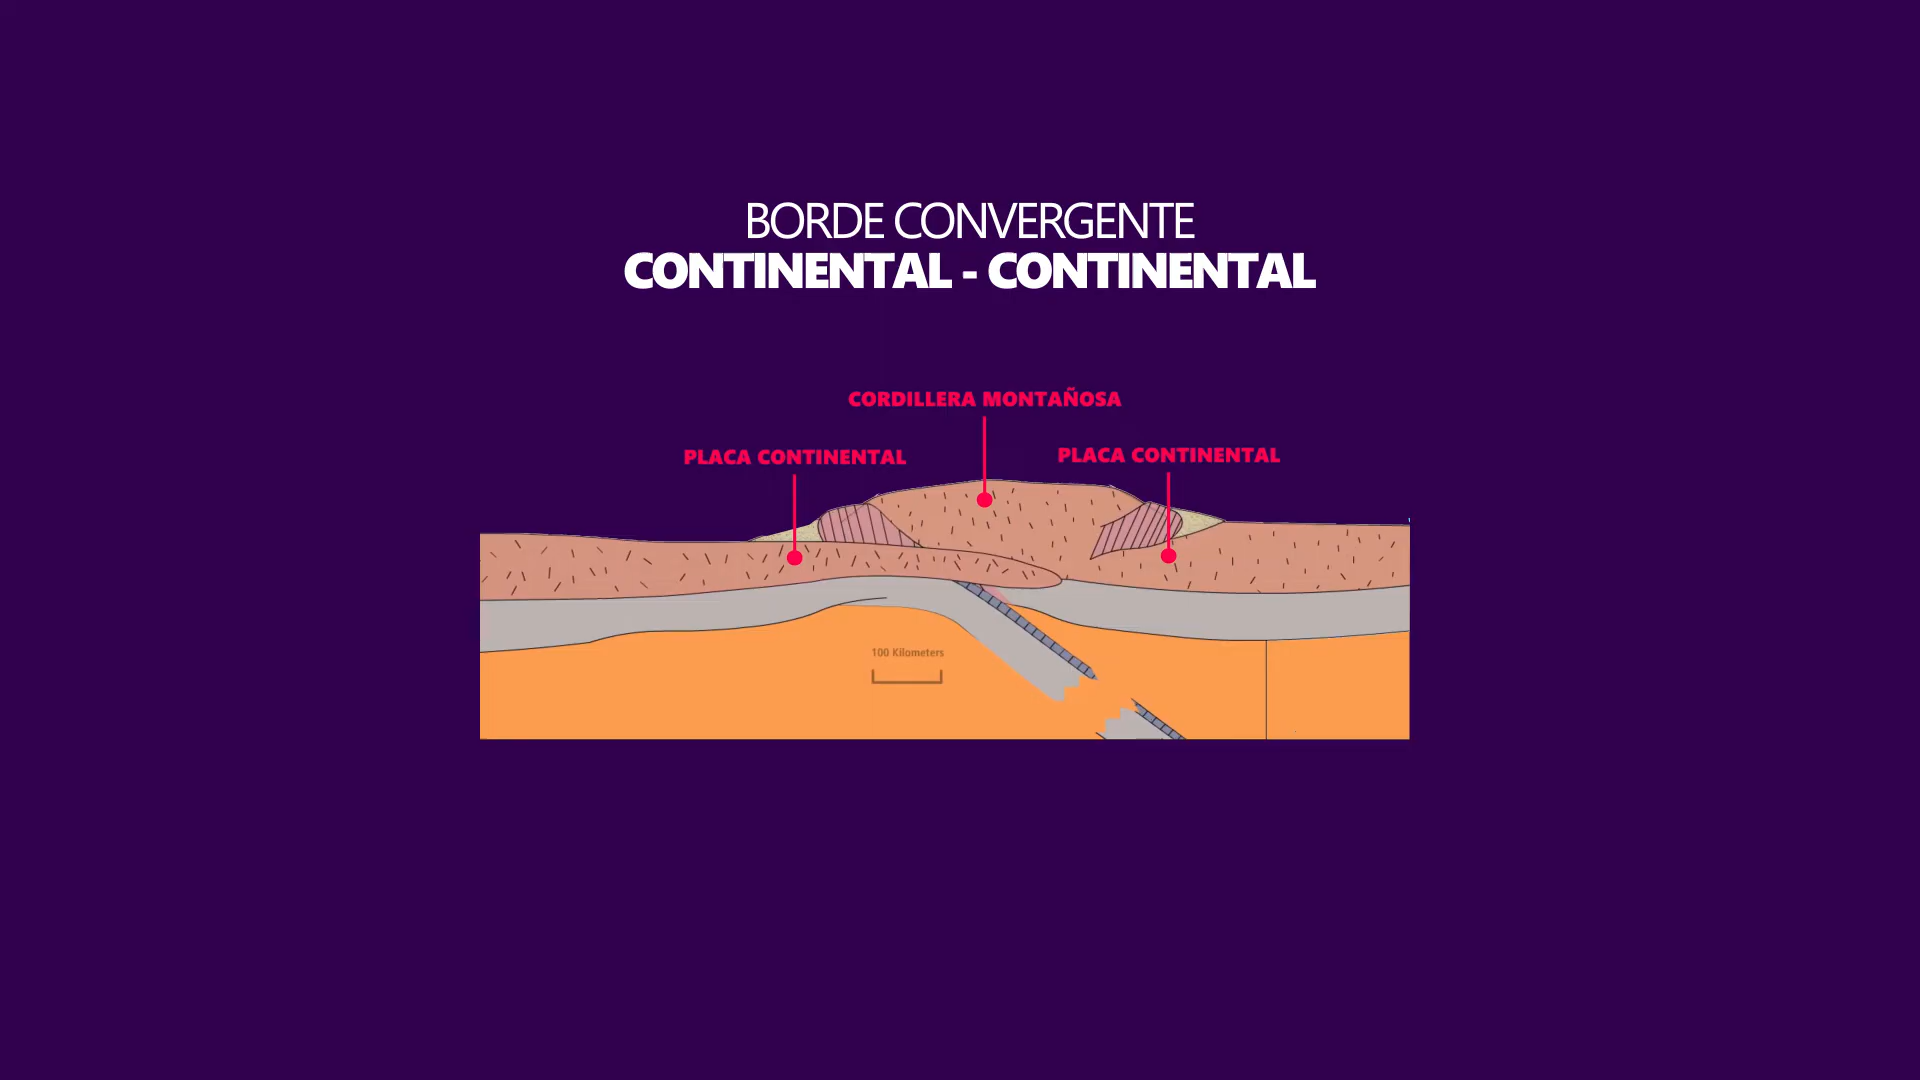 BORDE CONVERGENTE
CONTINENTAL - CONTINENTAL
CORDILLERA MONTAÑOSA
PLACA CONTINENTAL
PLACA CONTINENTAL
100 Kilometers